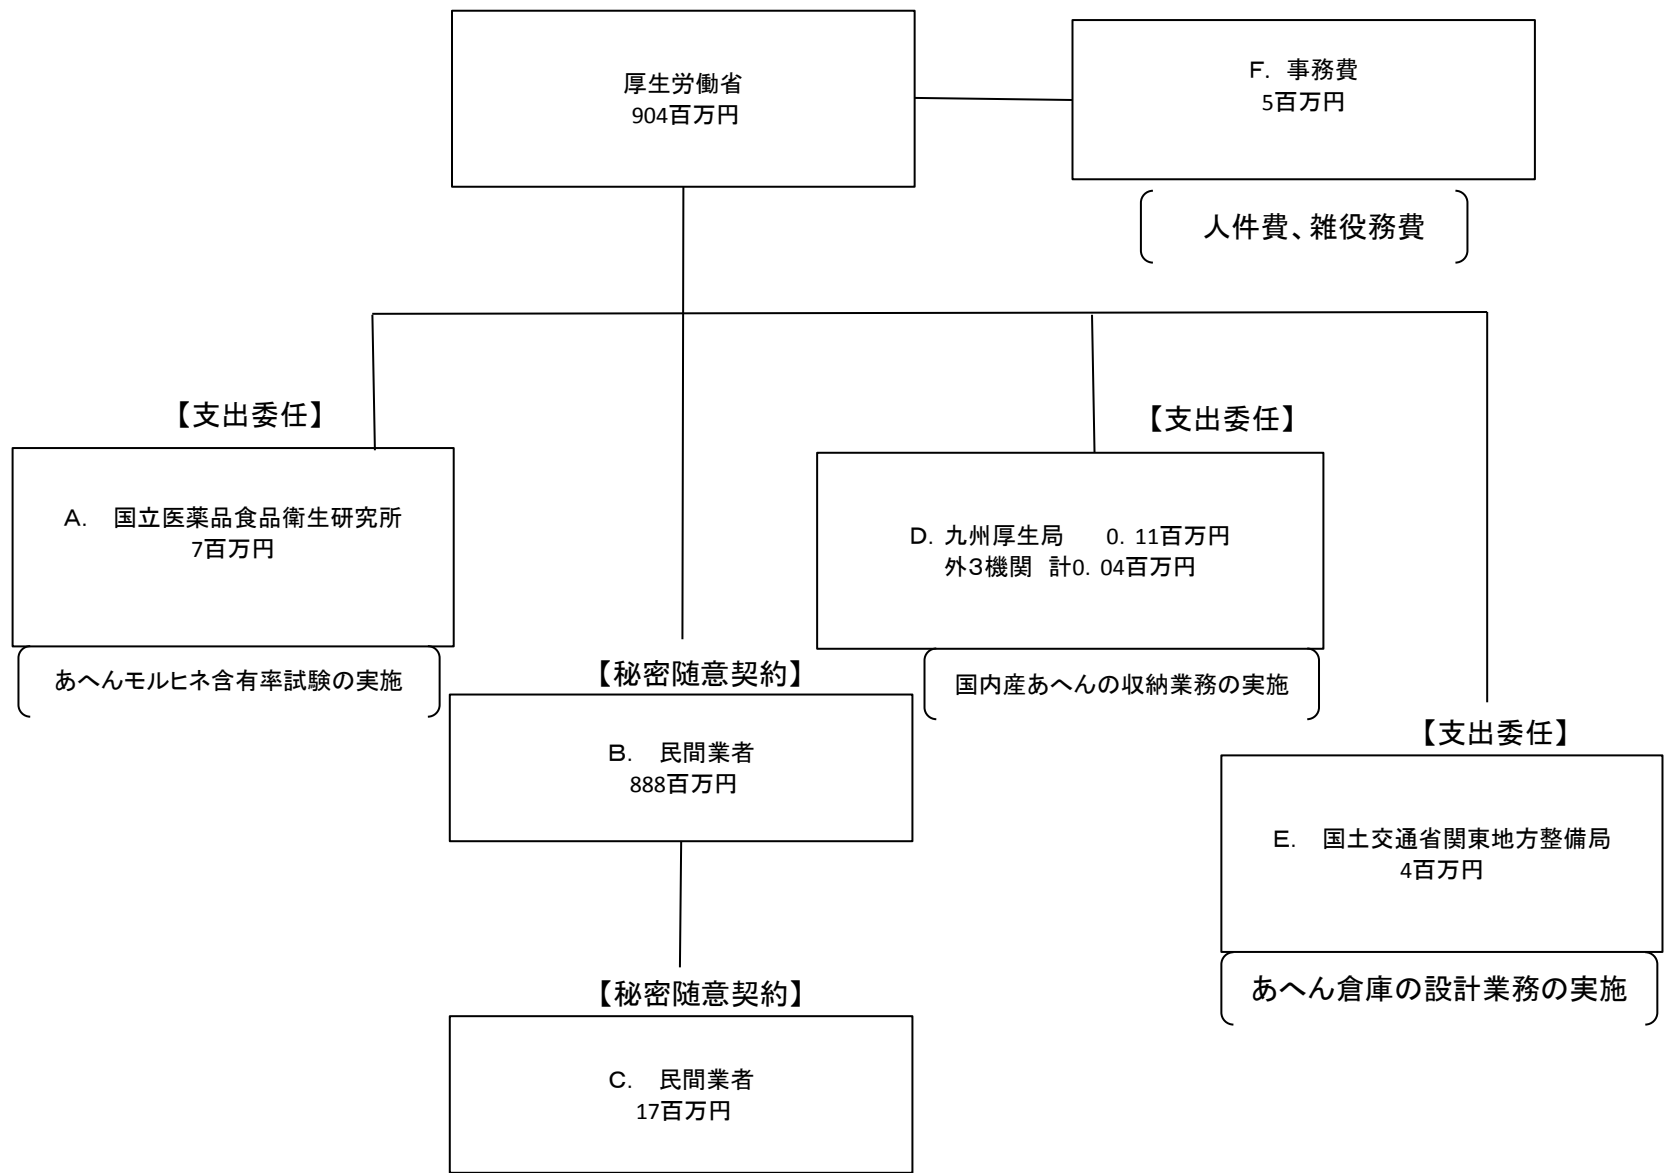 厚生労働省
904百万円
F. 事務費
5百万円
人件費、雑役務費
【支出委任】
A. 国立医薬品食品衛生研究所
7百万円
あへんモルヒネ含有率試験の実施
【秘密随意契約】
B. 民間業者
888百万円
【秘密随意契約】
C. 民間業者
17百万円
【支出委任】
D. 九州厚生局 0. 11百万円
外3機関 計0. 04百万円
国内産あへんの収納業務の実施
【支出委任】
E. 国土交通省関東地方整備局
4百万円
あへん倉庫の設計業務の実施